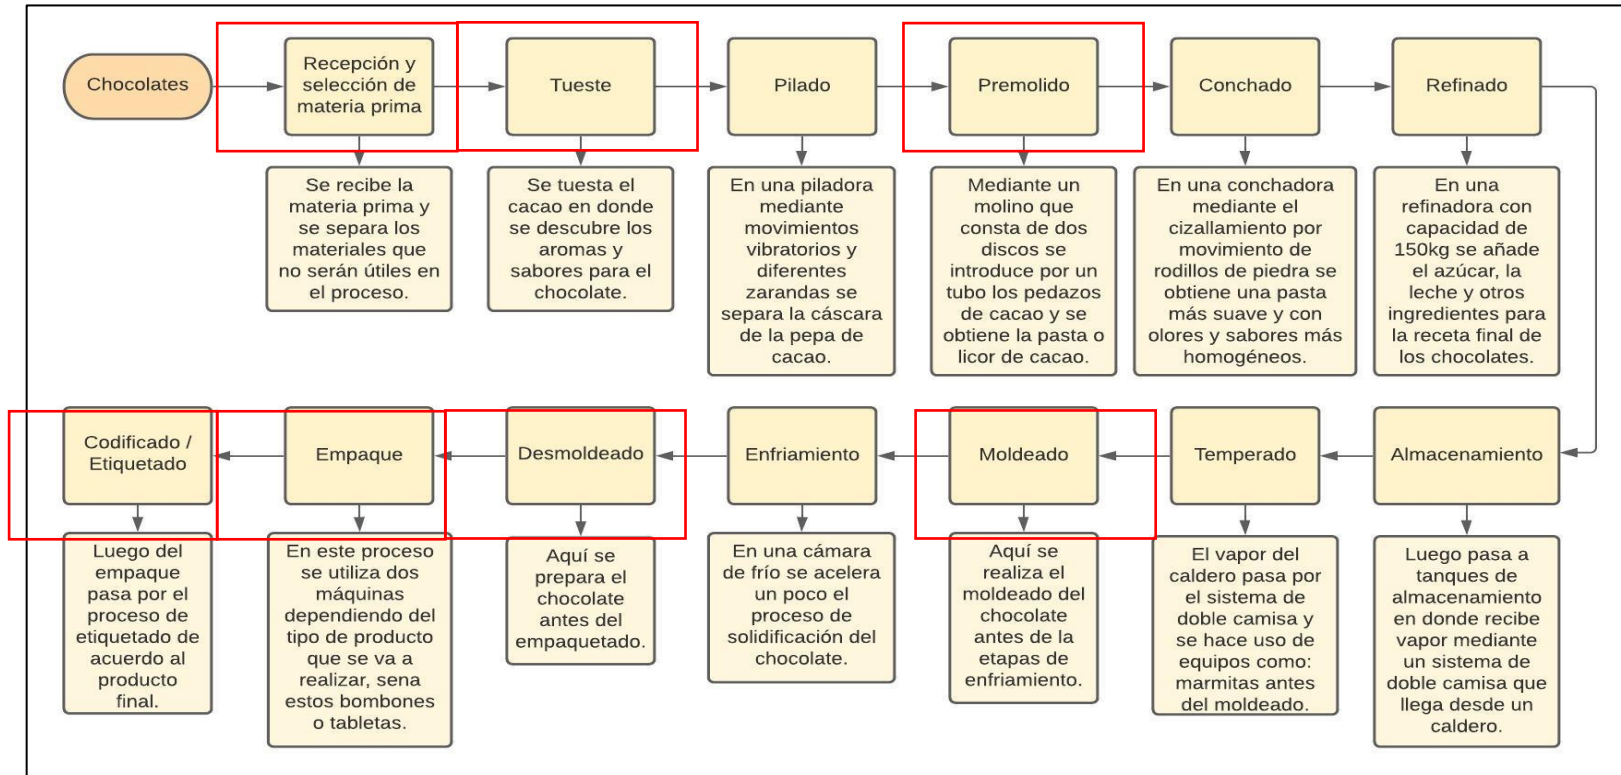 Chocolates
Recepción y
selección de
materia prima
Tueste
Pilado
Premolido
Conchado
Refinado
Se recibe la
materia prima y
se separa los
materiales que
no serán útiles en
el proceso.
Se tuesta el
cacao en donde
se descubre los
aromas y
sabores para el
chocolate.
En una piladora
mediante
movimientos
vibratorios y
diferentes
zarandas se
separa la cáscara
de la pepa de
cacao.
Mediante un
molino que
consta de dos
discos se
introduce por un
tubo los pedazos
de cacao y se
obtiene la pasta o
licor de cacao.
En una conchadora
mediante el
cizallamiento por
movimiento de
rodillos de piedra se
obtiene una pasta
más suave y con
olores y sabores más
homogéneos.
En una
refinadora con
capacidad de
150kg se añade
el azúcar, la
leche y otros
ingredientes para
la receta final de
los chocolates.
Codificado /
Etiquetado
Empaque
Desmoldeado
Enfriamiento
Moldeado
Temperado
Almacenamiento
Luego del
empaque
pasa por el
proceso de
etiquetado de
acuerdo al
producto
final.
En este proceso
se utiliza dos
máquinas
dependiendo del
tipo de producto
que se va a
realizar, sena
estos bombones
o tabletas.
Aquí se
prepara el
chocolate
antes del
empaquetado.
En una cámara
de frío se acelera
un poco el
proceso de
solidificación del
chocolate.
Aquí se
realiza el
moldeado del
chocolate
antes de la
etapas de
enfriamiento.
El vapor del
caldero pasa por
el sistema de
doble camisa y
se hace uso de
equipos como:
marmitas antes
del moldeado.
Luego pasa a
tanques de
almacenamiento
en donde recibe
vapor mediante
un sistema de
doble camisa que
llega desde un
caldero.